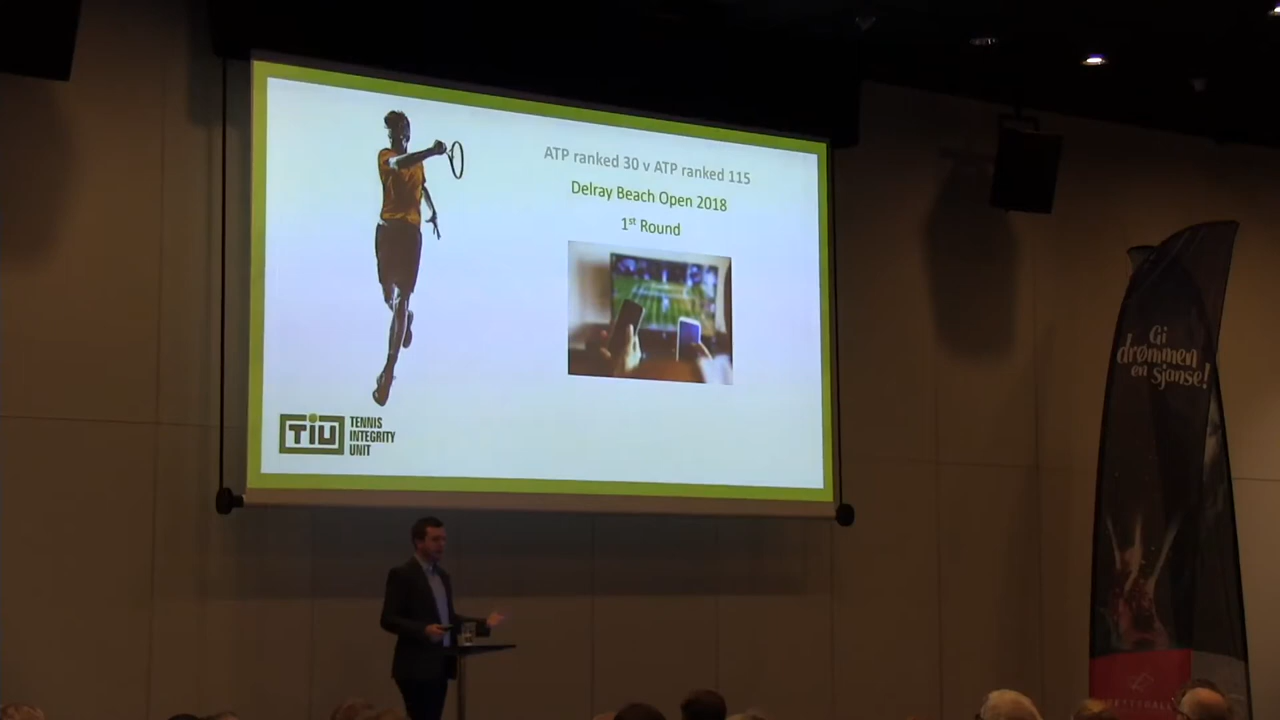 ATP ranked 30 v ATP ranked 115
Delray Beach Open 2018
1st Round
TIU
TENNIS
INTEGRITY
UNIT
Gi
drømmen
en sjanse!